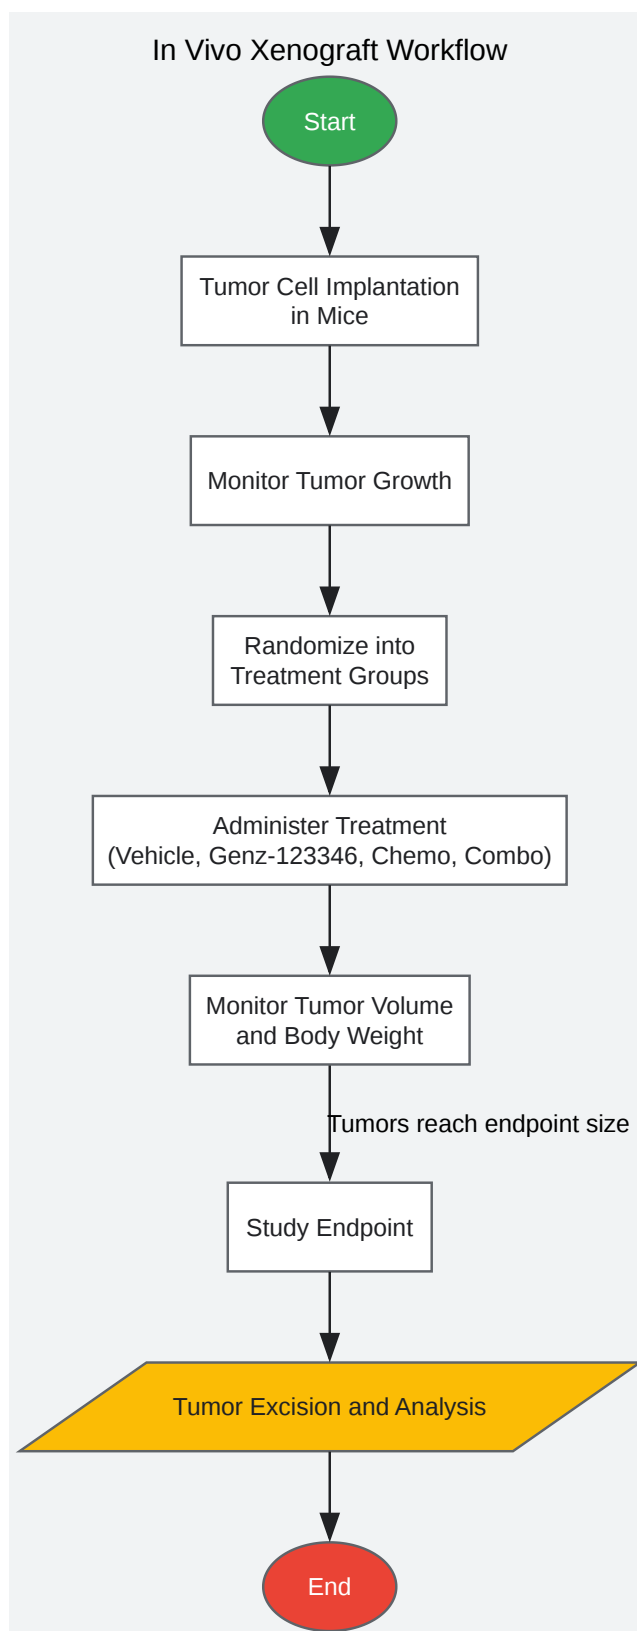 In Vivo Xenograft Workflow
Start
Tumor Cell Implantation
in Mice
Monitor Tumor Growth
Randomize into
Treatment Groups
Administer Treatment
(Vehicle, Genz-123346, Chemo, Combo)
Monitor Tumor Volume
and Body Weight
Tumors reach endpoint size
Study Endpoint
Tumor Excision and Analysis
End